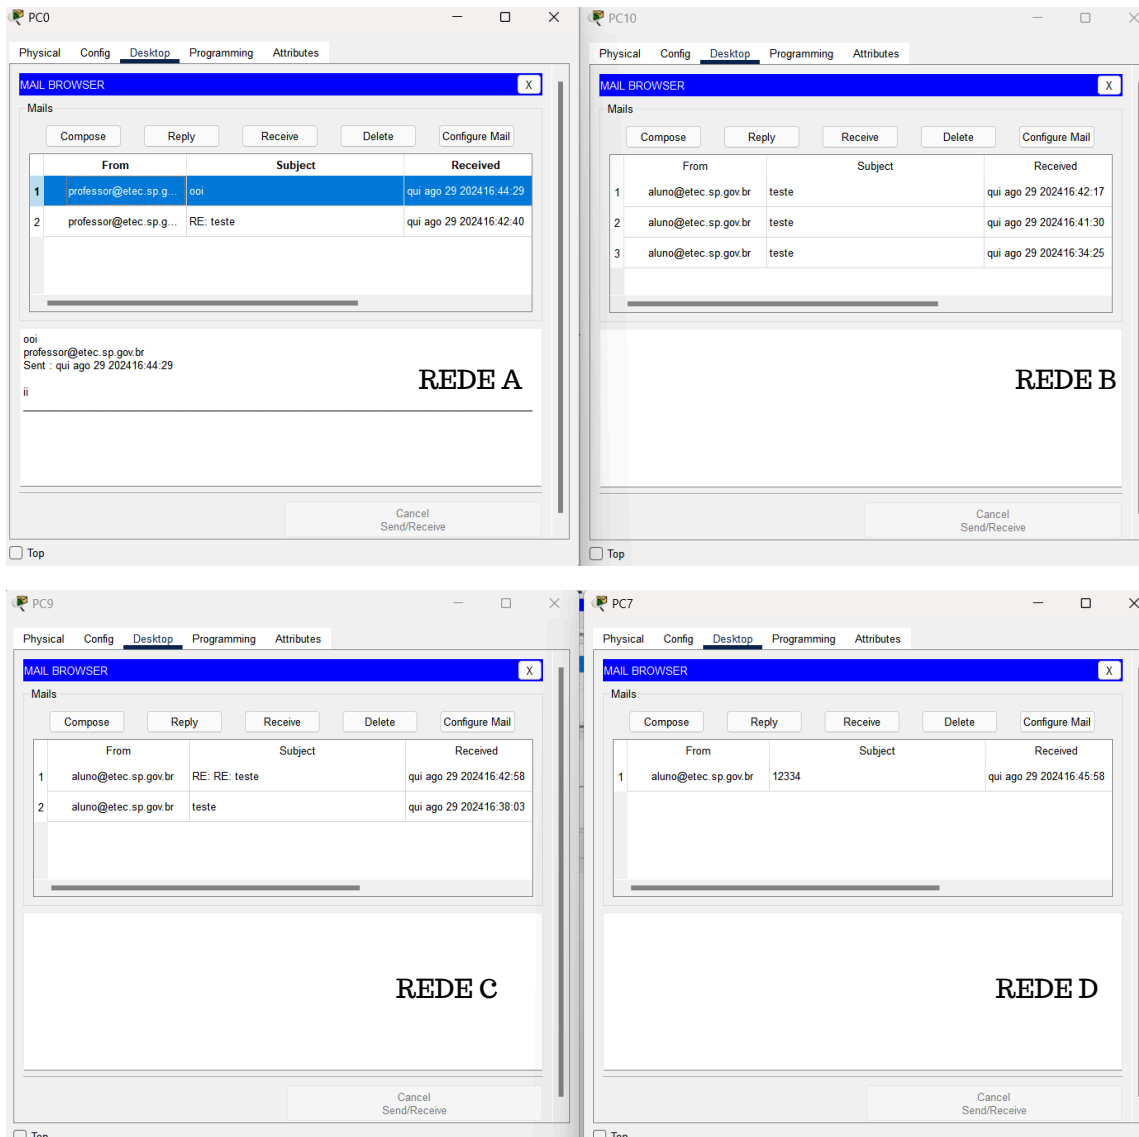 PC0
Physical Config Desktop Programming Attributes
MAIL BROWSER X
Mails
Compose Reply Receive Delete Configure Mail
From Subject Received
1 professor@etec.sp.g... ooi qui ago 29 202416:44:29
2 professor@etec.sp.g... RE: teste qui ago 29 202416:42:40
ooi
professor@etec.sp.gov.br
Sent : qui ago 29 202416:44:29
ii
REDE A
Cancel
Send/Receive
Top
PC10
Physical Config Desktop Programming Attributes
MAIL BROWSER X
Mails
Compose Reply Receive Delete Configure Mail
From Subject Received
1 aluno@etec.sp.gov.br teste qui ago 29 202416:42:17
2 aluno@etec.sp.gov.br teste qui ago 29 202416:41:30
3 aluno@etec.sp.gov.br teste qui ago 29 202416:34:25
REDE B
Cancel
Send/Receive
Top
PC9
Physical Config Desktop Programming Attributes
MAIL BROWSER X
Mails
Compose Reply Receive Delete Configure Mail
From Subject Received
1 aluno@etec.sp.gov.br RE: RE: teste qui ago 29 202416:42:58
2 aluno@etec.sp.gov.br teste qui ago 29 202416:38:03
REDE C
Cancel
Send/Receive
Top
PC7
Physical Config Desktop Programming Attributes
MAIL BROWSER X
Mails
Compose Reply Receive Delete Configure Mail
From Subject Received
1 aluno@etec.sp.gov.br 12334 qui ago 29 202416:45:58
REDE D
Cancel
Send/Receive
Top